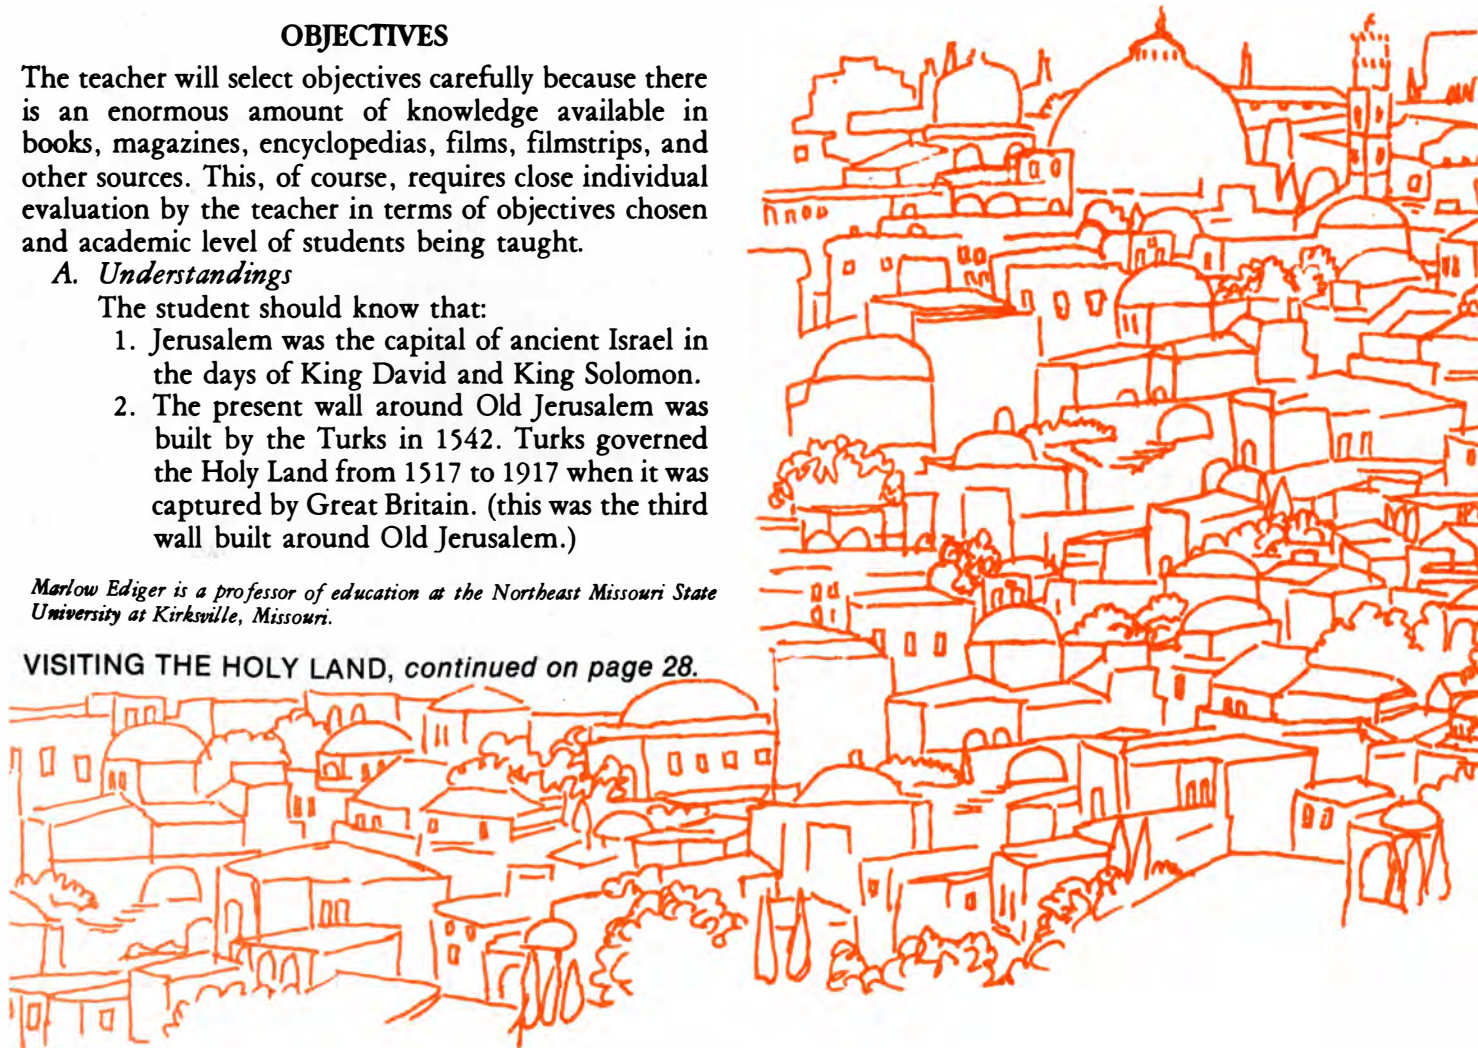 OBJECTIVES
The teacher will select objectives carefully because there
is an enormous amount of knowledge available in
books, magazines, encyclopedias, films, filmstrips, and
other sources. This, of course, requires close individual
evaluation by the teacher in terms of objectives chosen
and academic level of students being taught.
A. Understandings
The student should know that:
1. Jerusalem was the capital of ancient Israel in
the days of King David and King Solomon.
2. The present wall around Old Jerusalem was
built by the Turks in 1542. Turks governed
the Holy Land from 1517 to 1917 when it was
captured by Great Britain. (this was the third
wall built around Old Jerusalem.)
Marlow Ediger is a professor of education at the Northeast Missouri State
University at Kirksville, Missouri.
VISITING THE HOLY LAND, continued on page 28.